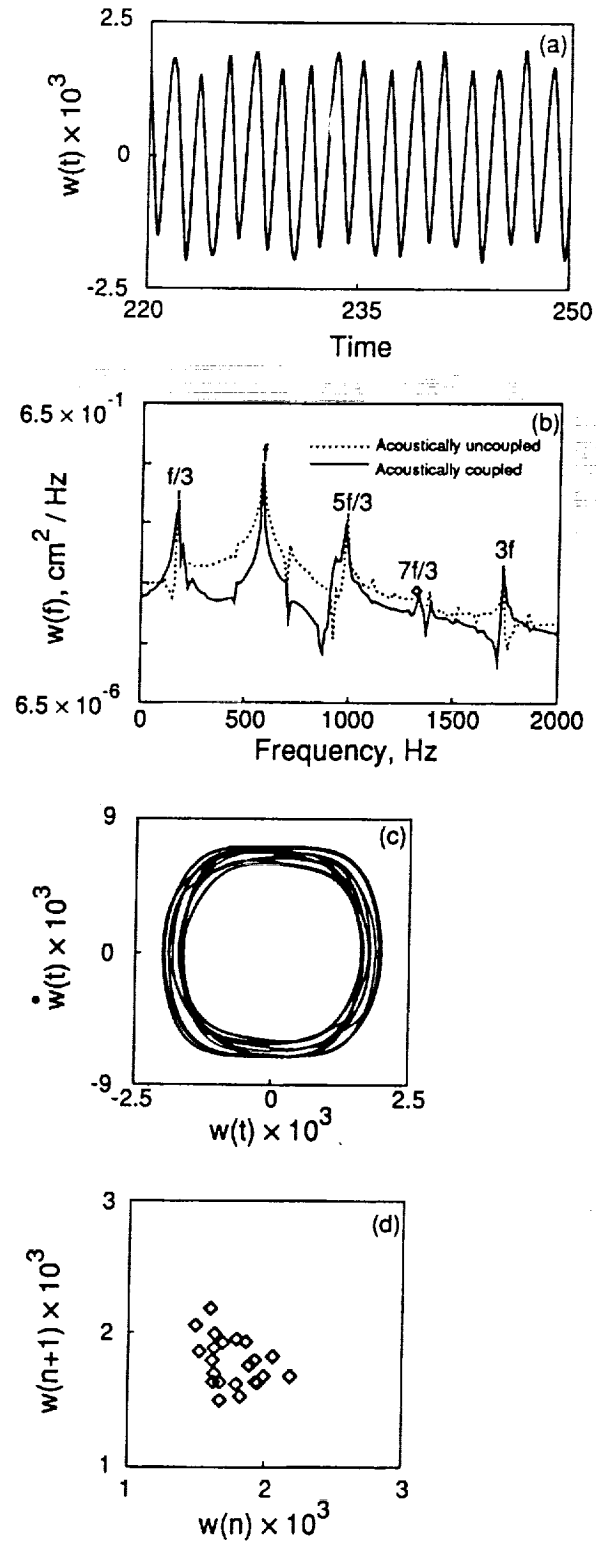 2.5
(a)
w(t) × 10³
0
-2.5
220
235
250
Time
6.5 × 10⁻¹
(b)
f
Acoustically uncoupled
Acoustically coupled
f/3
5f/3
7f/3
3f
w(f), cm² / Hz
6.5 × 10⁻⁶
0
500
1000
1500
2000
Frequency, Hz
9
(c)
ẇ(t) × 10³
0
-9
-2.5
0
2.5
w(t) × 10³
3
(d)
w(n+1) × 10³
2
1
1
2
3
w(n) × 10³